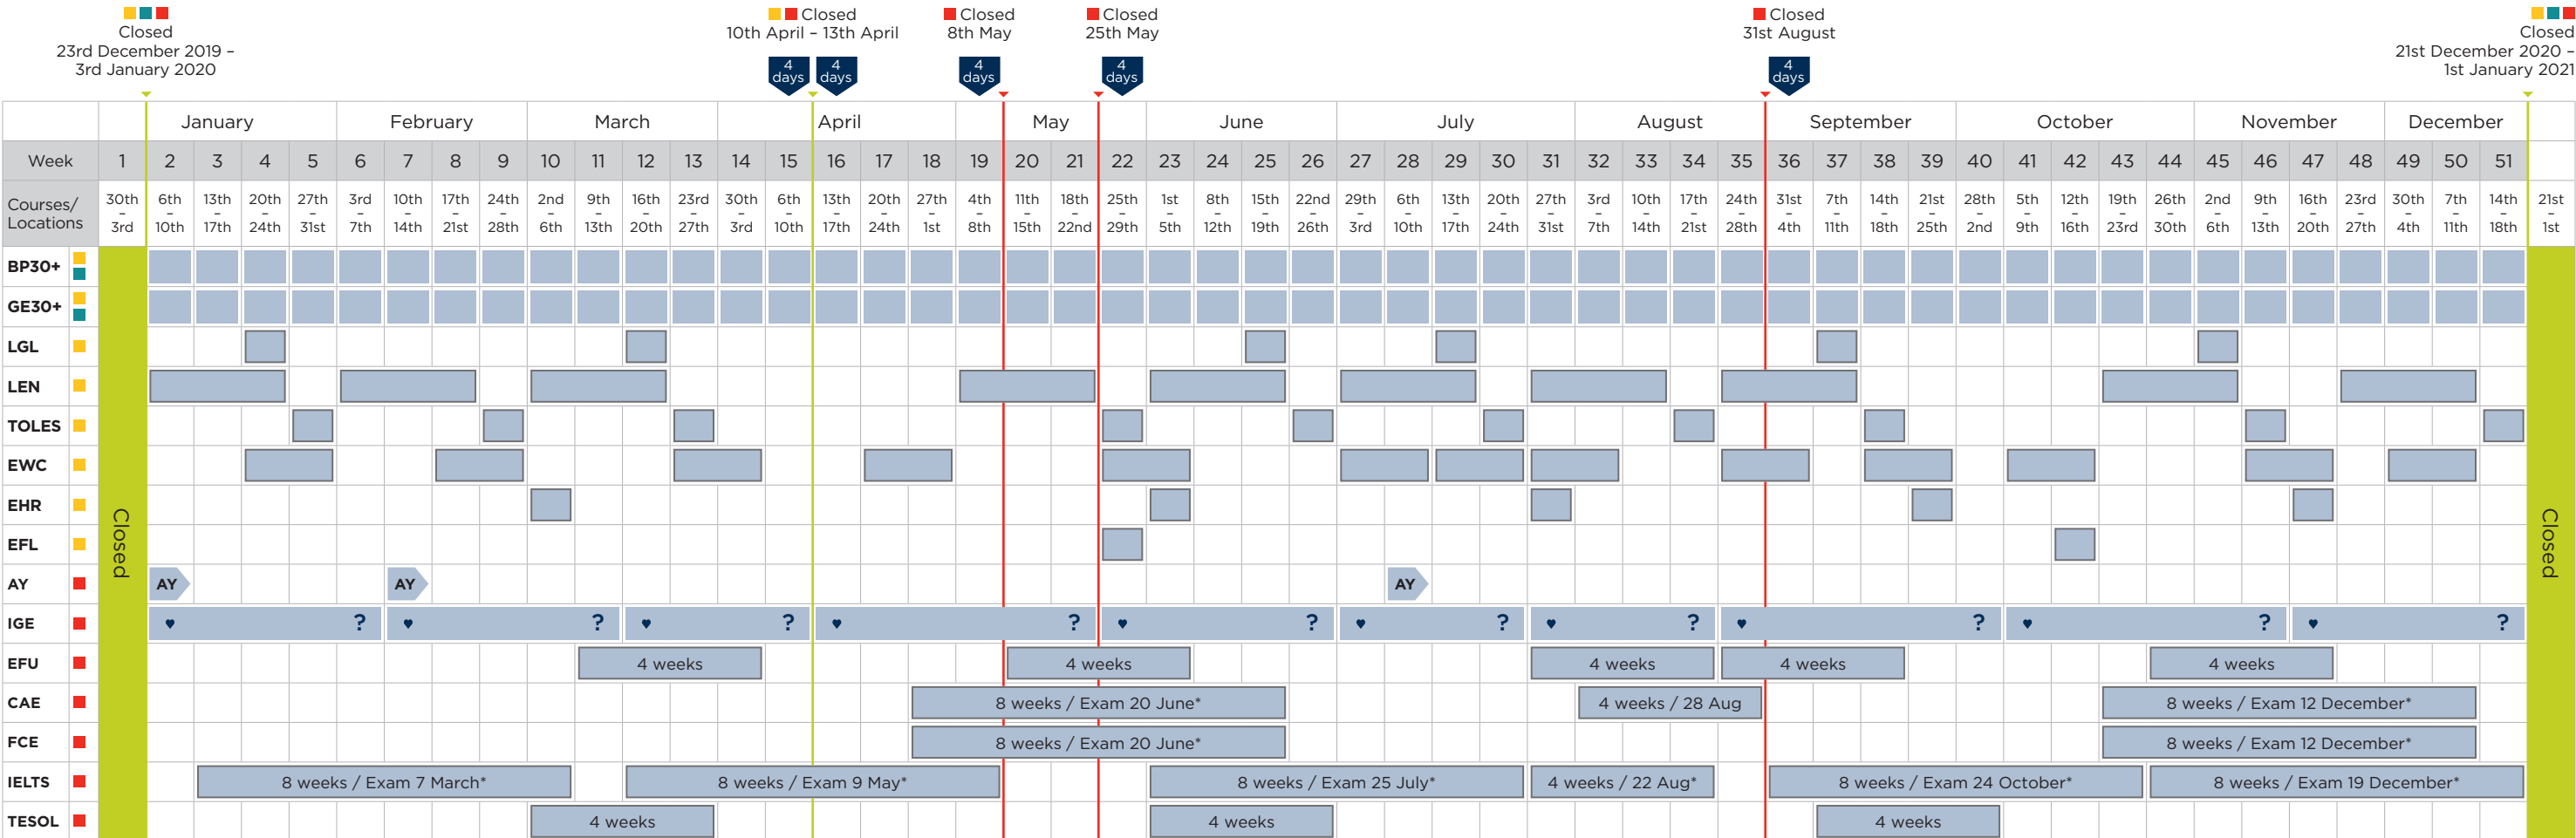 Closed
23rd December 2019 –
3rd January 2020
Closed
10th April – 13th April
Closed
8th May
Closed
25th May
Closed
31st August
Closed
21st December 2020 –
1st January 2021
4 days
4 days
4 days
4 days
4 days
January February March April May June July August September October November December
Week 1 2 3 4 5 6 7 8 9 10 11 12 13 14 15 16 17 18 19 20 21 22 23 24 25 26 27 28 29 30 31 32 33 34 35 36 37 38 39 40 41 42 43 44 45 46 47 48 49 50 51
Courses/ 30th 6th 13th 20th 27th 3rd 10th 17th 24th 2nd 9th 16th 23rd 30th 6th 13th 20th 27th 4th 11th 18th 25th 1st 8th 15th 22nd 29th 6th 13th 20th 27th 3rd 10th 17th 24th 31st 7th 14th 21st 28th 5th 12th 19th 26th 2nd 9th 16th 23rd 30th 7th 14th 21st
– – – – – – – – – – – – – – – – – – – – – – – – – – – – – – – – – – – – – – – – – – – – – – – – – – – –
Locations 3rd 10th 17th 24th 31st 7th 14th 21st 28th 6th 13th 20th 27th 3rd 10th 17th 24th 1st 8th 15th 22nd 29th 5th 12th 19th 26th 3rd 10th 17th 24th 31st 7th 14th 21st 28th 4th 11th 18th 25th 2nd 9th 16th 23rd 30th 6th 13th 20th 27th 4th 11th 18th 1st
Closed
BP30+
GE30+
LGL
LEN
TOLES
EWC
EHR
EFL
AY AY AY AY
IGE ♥ ? ♥ ? ♥ ? ♥ ? ♥ ? ♥ ? ♥ ? ♥ ? ♥ ? ♥ ?
EFU 4 weeks 4 weeks 4 weeks 4 weeks 4 weeks
CAE 8 weeks / Exam 20 June* 4 weeks / 28 Aug 8 weeks / Exam 12 December*
FCE 8 weeks / Exam 20 June* 8 weeks / Exam 12 December*
IELTS 8 weeks / Exam 7 March* 8 weeks / Exam 9 May* 8 weeks / Exam 25 July* 4 weeks / 22 Aug* 8 weeks / Exam 24 October* 8 weeks / Exam 19 December*
TESOL 4 weeks 4 weeks 4 weeks
Closed